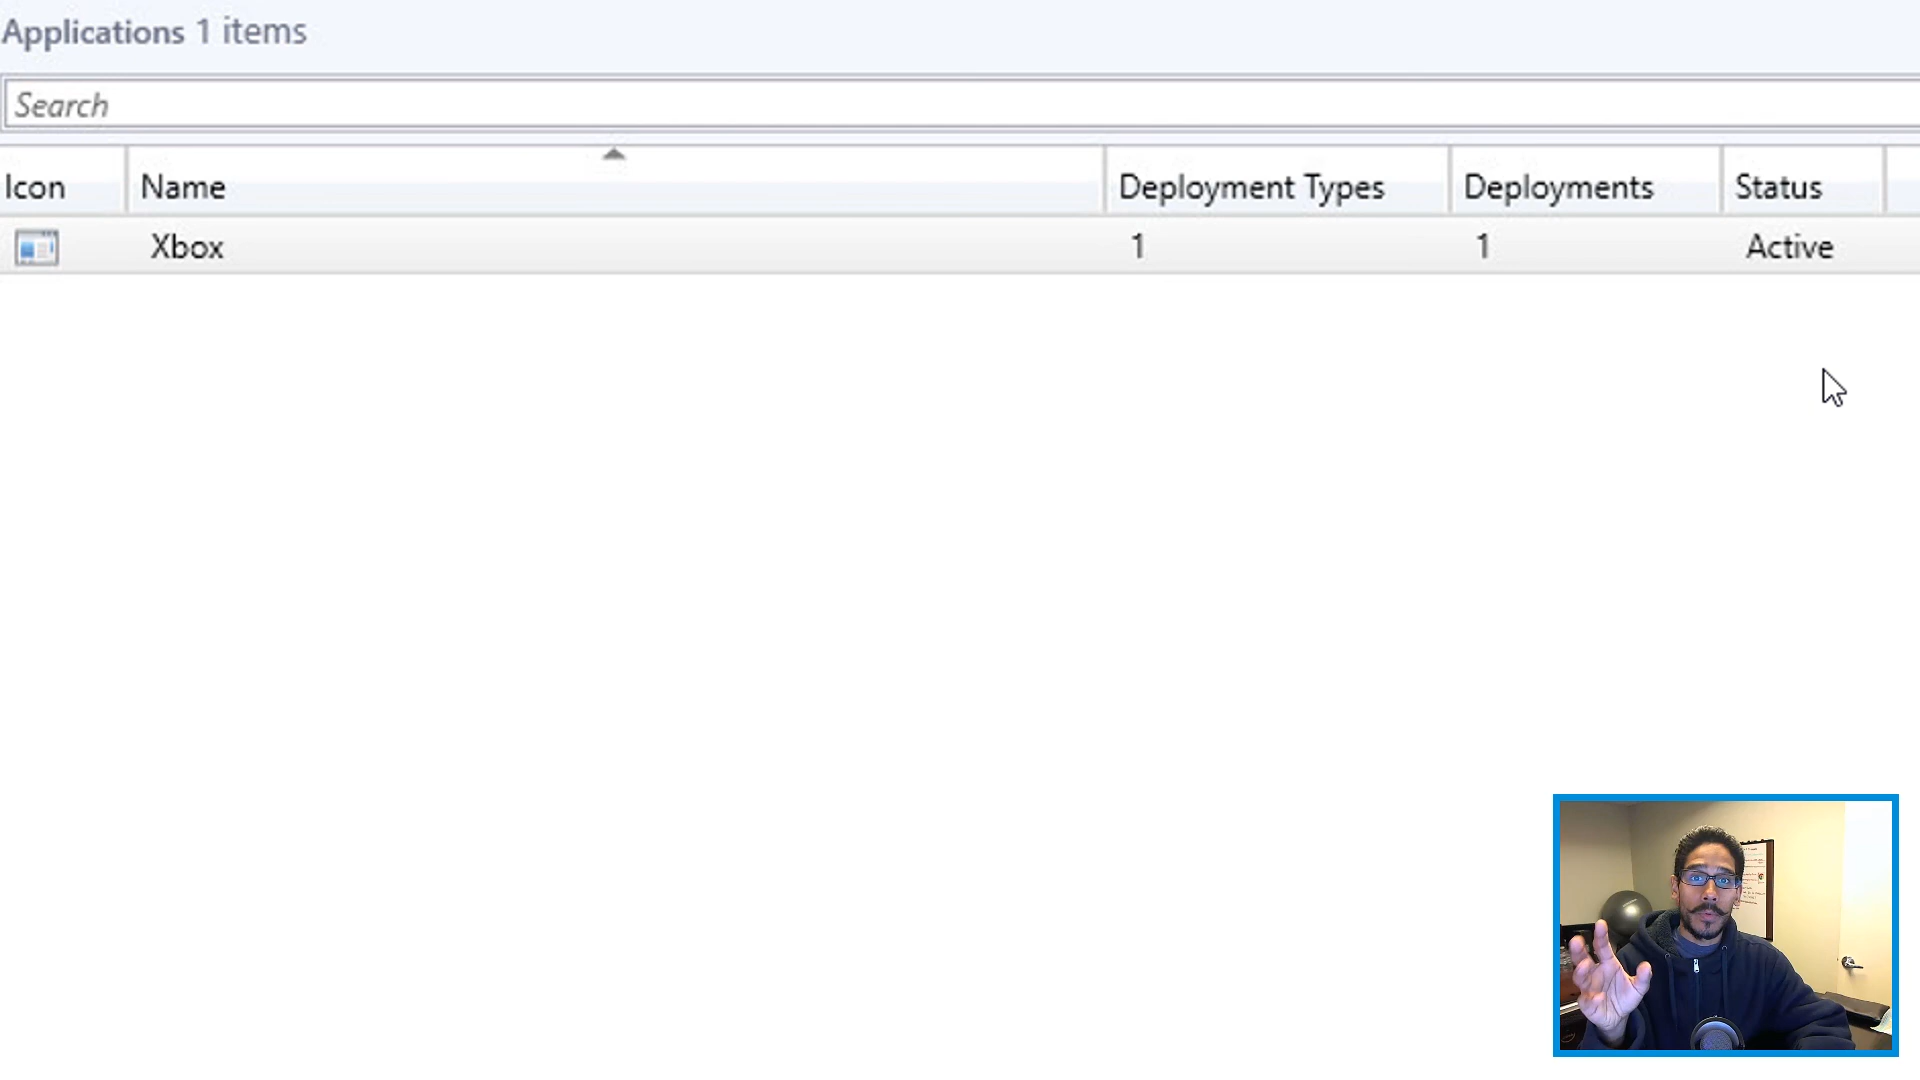 Applications 1 items
Search
Icon Name Deployment Types Deployments Status
Xbox 1 1 Active